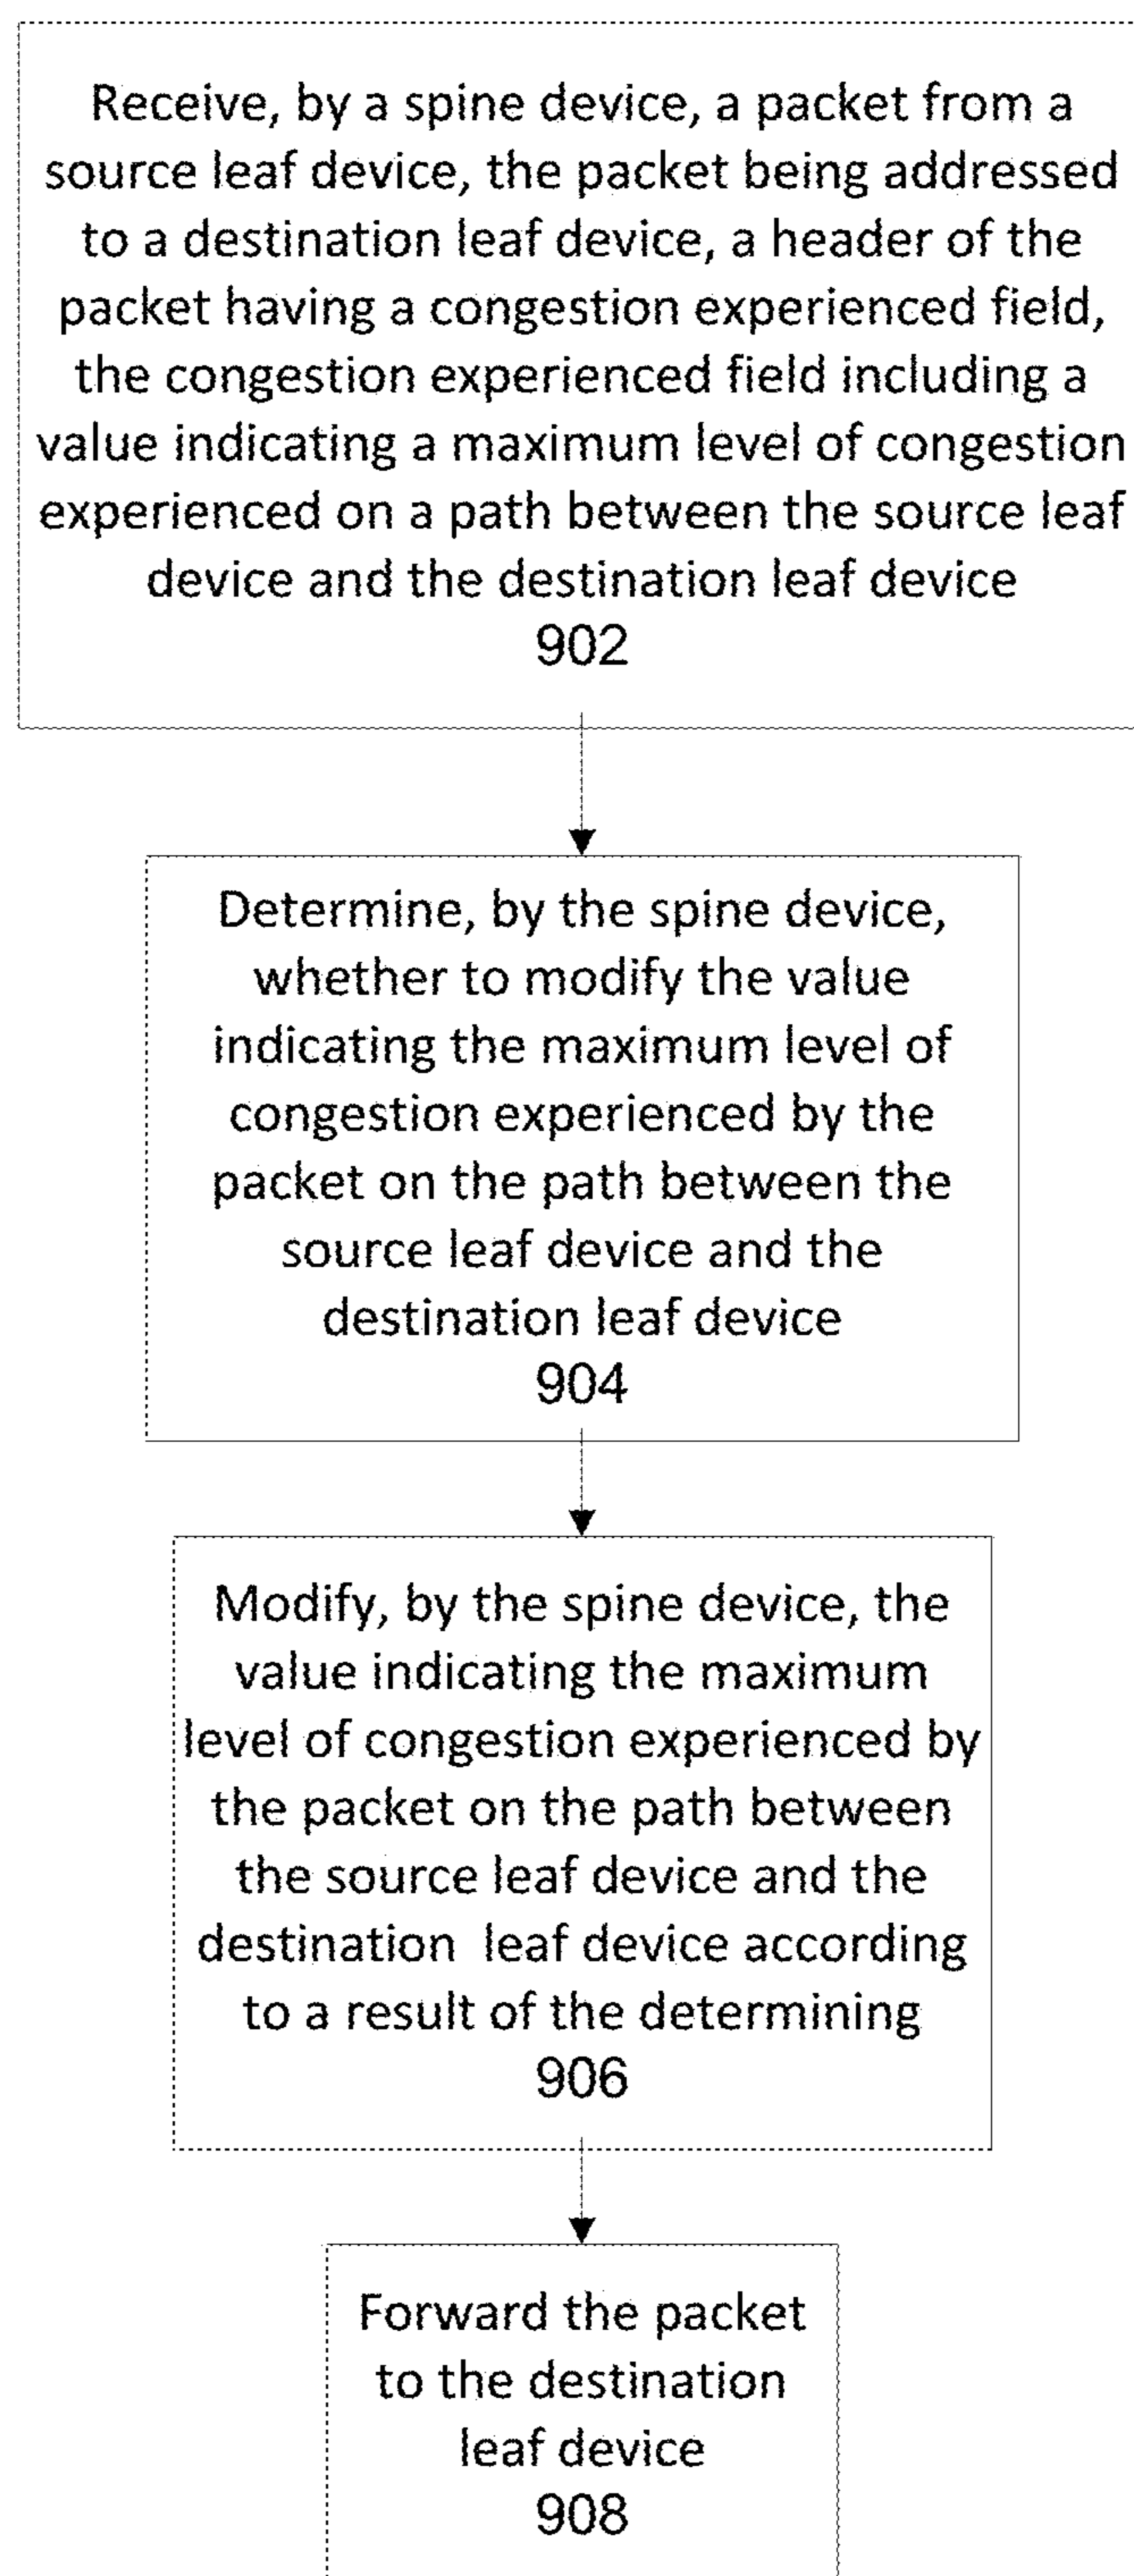 Receive, by a spine device, a packet from a
source leaf device, the packet being addressed
to a destination leaf device, a header of the
packet having a congestion experienced field,
the congestion experienced field including a
value indicating a maximum level of congestion
experienced on a path between the source leaf
device and the destination leaf device
902
Determine, by the spine device,
whether to modify the value
indicating the maximum level of
congestion experienced by the
packet on the path between the
source leaf device and the
destination leaf device
904
Modify, by the spine device, the
value indicating the maximum
level of congestion experienced by
the packet on the path between
the source leaf device and the
destination leaf device according
to a result of the determining
906
Forward the packet
to the destination
leaf device
908